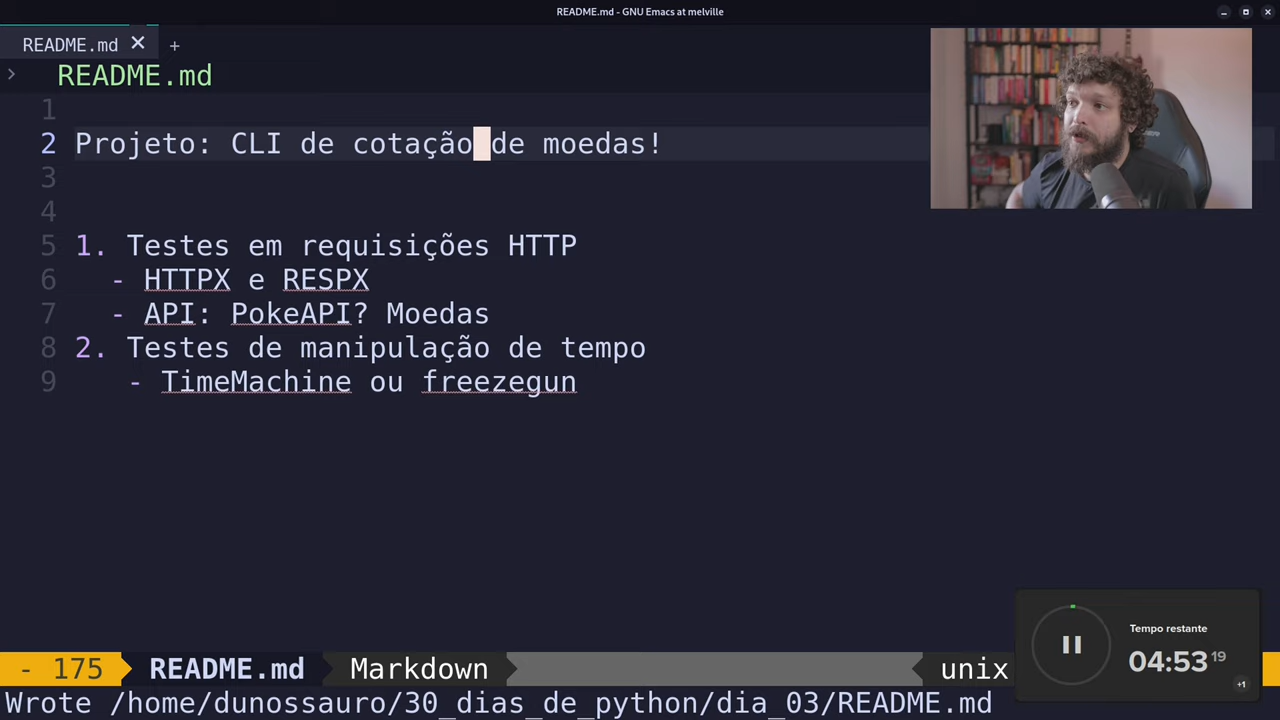 README.md - GNU Emacs at melville
README.md
README.md
1
2 Projeto: CLI de cotação de moedas!
3
4
5 1. Testes em requisições HTTP
6 - HTTPX e RESPX
7 - API: PokeAPI? Moedas
8 2. Testes de manipulação de tempo
9 - TimeMachine ou freezegun
Tempo restante
04:53 19
+1
- 175 README.md Markdown unix
Wrote /home/dunossauro/30_dias_de_python/dia_03/README.md